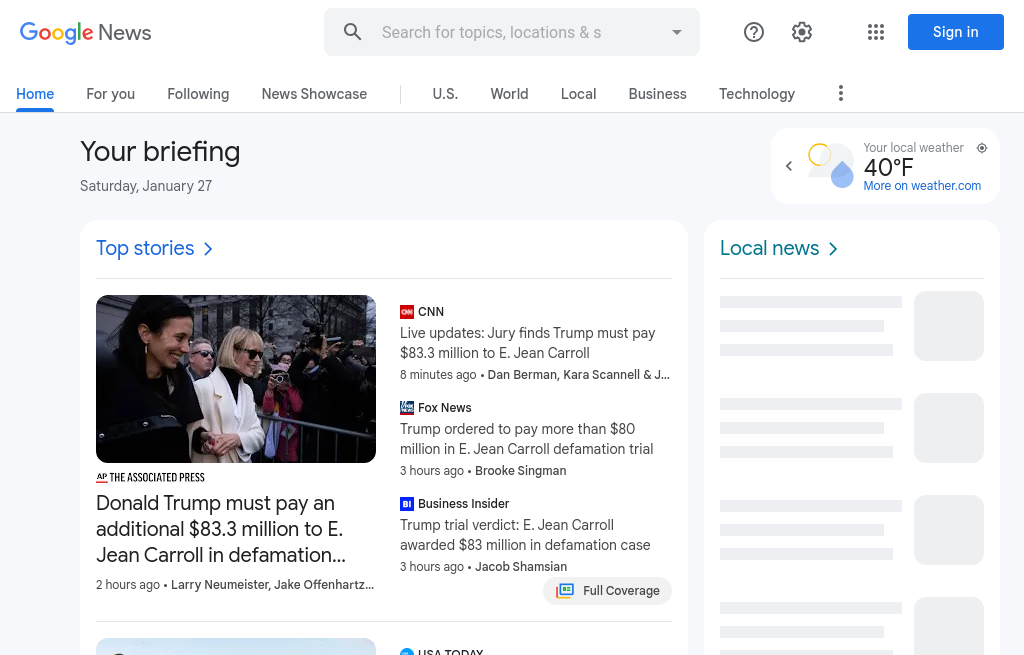 Google News
Search for topics, locations & s
Sign in
Home
For you
Following
News Showcase
U.S.
World
Local
Business
Technology
Your briefing
Saturday, January 27
Your local weather
40°F
More on weather.com
Top stories
THE ASSOCIATED PRESS
Donald Trump must pay an
additional $83.3 million to E.
Jean Carroll in defamation...
2 hours ago • Larry Neumeister, Jake Offenhartz...
CNN
Live updates: Jury finds Trump must pay
$83.3 million to E. Jean Carroll
8 minutes ago • Dan Berman, Kara Scannell & J...
Fox News
Trump ordered to pay more than $80
million in E. Jean Carroll defamation trial
3 hours ago • Brooke Singman
Business Insider
Trump trial verdict: E. Jean Carroll
awarded $83 million in defamation case
3 hours ago • Jacob Shamsian
Full Coverage
USA TODAY
Local news